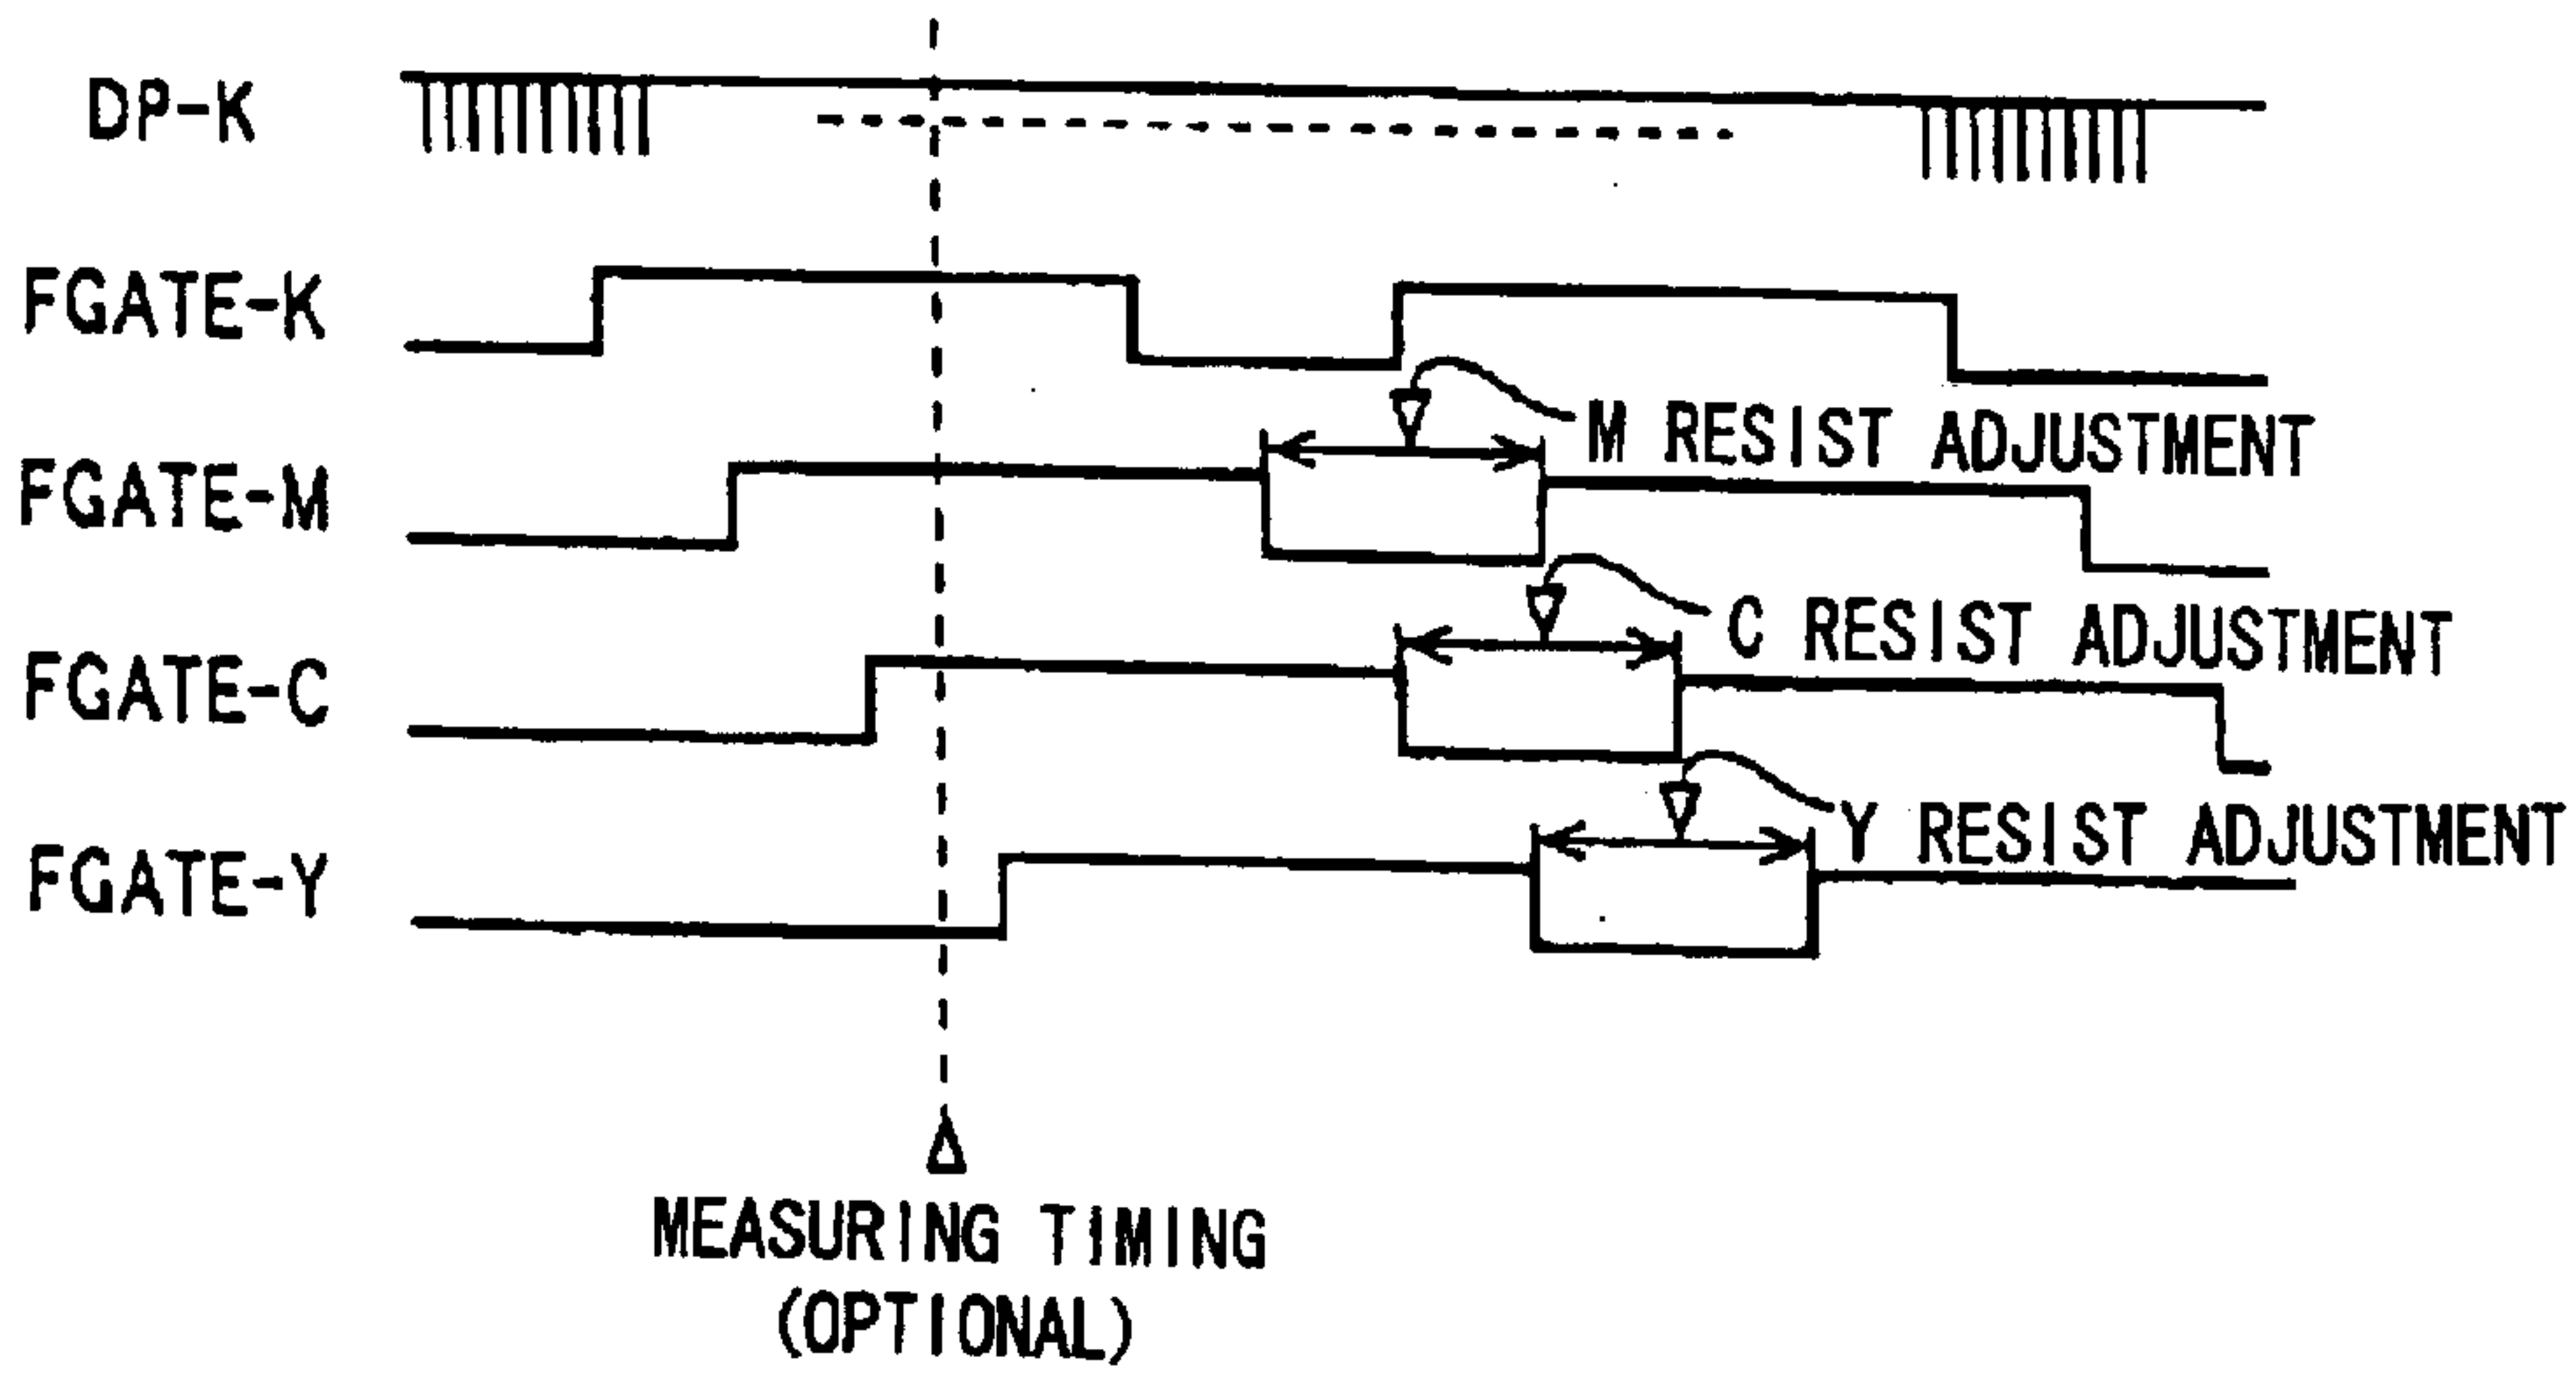 DP-K
FGATE-K
M RESIST ADJUSTMENT
FGATE-M
C RESIST ADJUSTMENT
FGATE-C
Y RESIST ADJUSTMENT
FGATE-Y
MEASURING TIMING
(OPTIONAL)